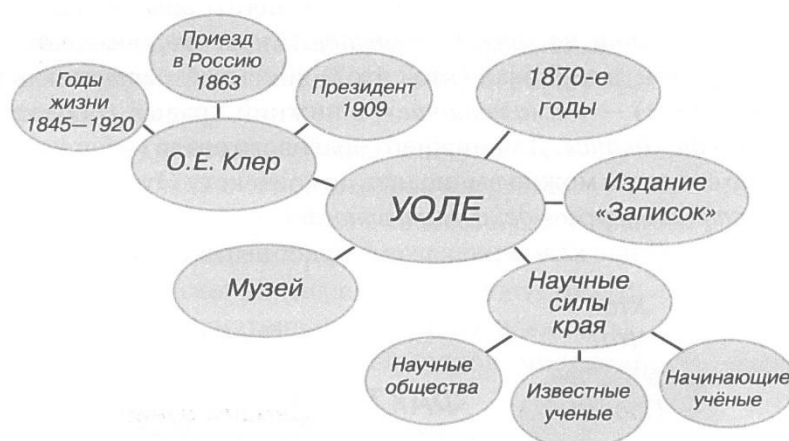 Приезд
в Россию
1863
Годы
жизни
1845—1920
Президент
1909
О.Е. Клер
1870-е
годы
УОЛЕ
Издание
«Записок»
Музей
Научные
силы
края
Научные
общества
Известные
ученые
Начинающие
учёные